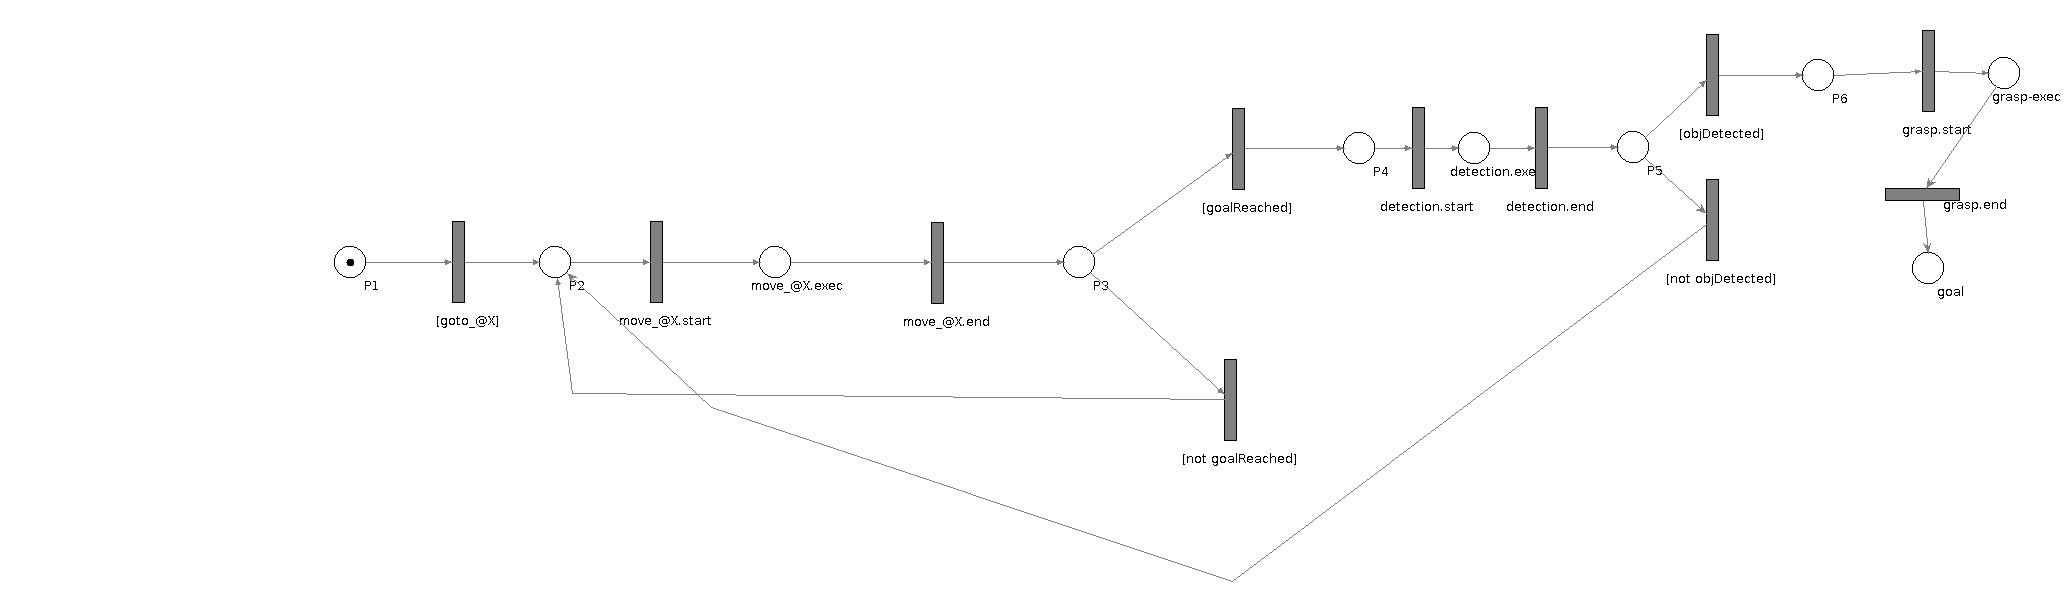 P6
grasp-exec
[objDetected]
grasp.start
P4
detection.exe
P5
[goalReached]
detection.start
detection.end
grasp.end
P1
P2
move_@X.exec
P3
[not objDetected]
goal
[goto_@X]
move_@X.start
move_@X.end
[not goalReached]